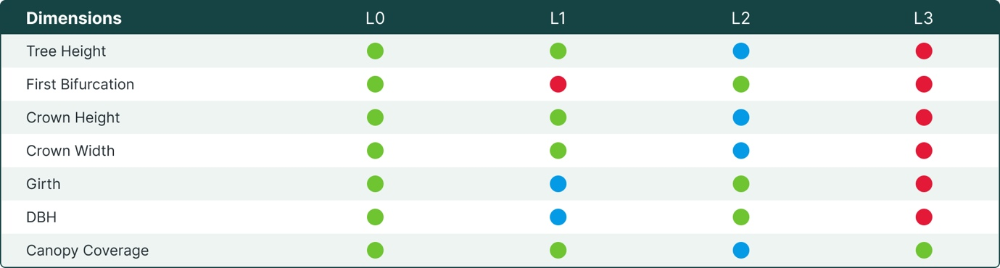 Dimensions L0 L1 L2 L3
Tree Height
First Bifurcation
Crown Height
Crown Width
Girth
DBH
Canopy Coverage